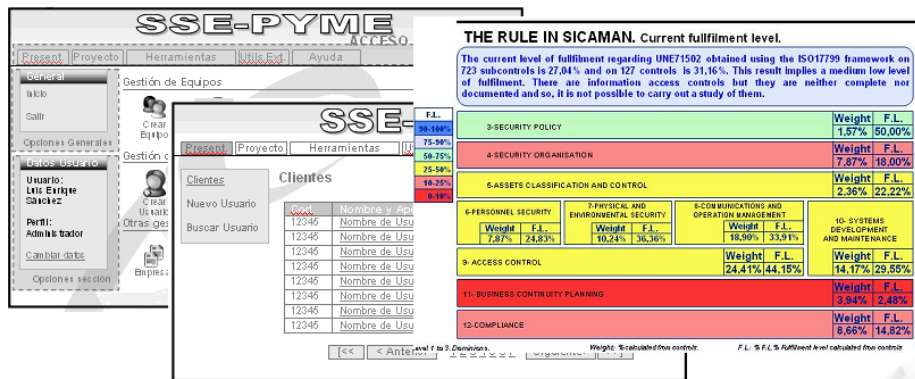 SSE-PYME
ACCESO
Present. Proyecto Herramientas Utils.Ext. Ayuda
General
Inicio
Salir
Opciones Generales
Datos Usuario
Usuario:
Luis Enrique
Sánchez
Perfil:
Administrador
Cambiar datos
Opciones sección
Gestión de Equipos
Crear
Equipo
Gestión
Crear
Usuario
Otras ges
Empresa
SSE-
Present. Proyecto Herramientas
Clientes
Nuevo Usuario
Buscar Usuario
Clientes
Cod. Nombre y Ape
12345 Nombre de Usu
12345 Nombre de Usu
12345 Nombre de Usu
12345 Nombre de Usu
12345 Nombre de Usu
12345 Nombre de Usu
12345 Nombre de Usu
12345 Nombre de Usu
[<< < Anterior
THE RULE IN SICAMAN. Current fullfilment level.
The current level of fullfilment regarding UNE71502 obtained using the ISO17799 framework on
723 subcontrols is 27,04% and on 127 controls is 31,16%. This result implies a medium low level
of fulfilment. There are information access controls but they are neither complete nor
documented and so, it is not possible to carry out a study of them.
F.L.
90-100%
75-90%
50-75%
25-50%
10-25%
0-10%
3-SECURITY POLICY
Weight F.L.
1,57% 50,00%
4-SECURITY ORGANISATION
Weight F.L.
7,87% 18,00%
5-ASSETS CLASSIFICATION AND CONTROL
Weight F.L.
2,36% 22,22%
6-PERSONNEL SECURITY
Weight F.L.
7,87% 24,83%
7-PHYSICAL AND
ENVIRONMENTAL SECURITY
Weight F.L.
10,24% 36,36%
8-COMMUNICATIONS AND
OPERATION MANAGEMENT
Weight F.L.
18,90% 33,91%
10- SYSTEMS
DEVELOPMENT
AND MAINTENANCE
Weight F.L.
14,17% 29,55%
9- ACCESS CONTROL
Weight F.L.
24,41% 44,15%
11- BUSINESS CONTINUITY PLANNING
Weight F.L.
3,94% 2,48%
12-COMPLIANCE
Weight F.L.
8,66% 14,82%
Level 1 to 3. Dominions. Weight: % calculated from controls. F.L.: % F.L.% Fulfilment level calculated from controls